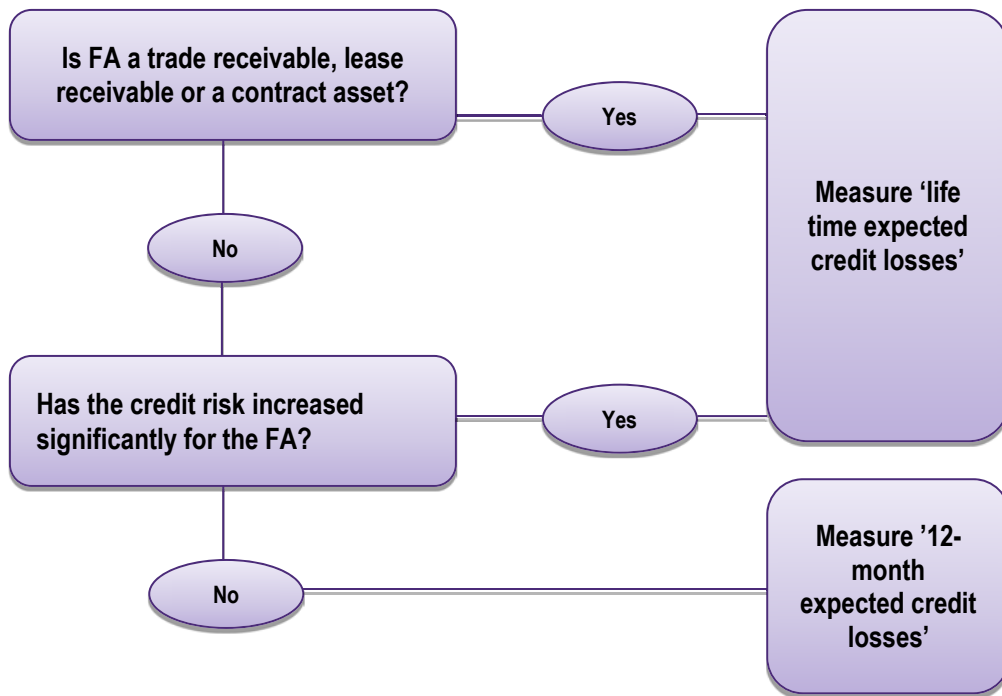 Is FA a trade receivable, lease
receivable or a contract asset?
Yes
Measure ‘life
time expected
credit losses’
No
Has the credit risk increased
significantly for the FA?
Yes
Measure ’12-
month
expected credit
losses’
No